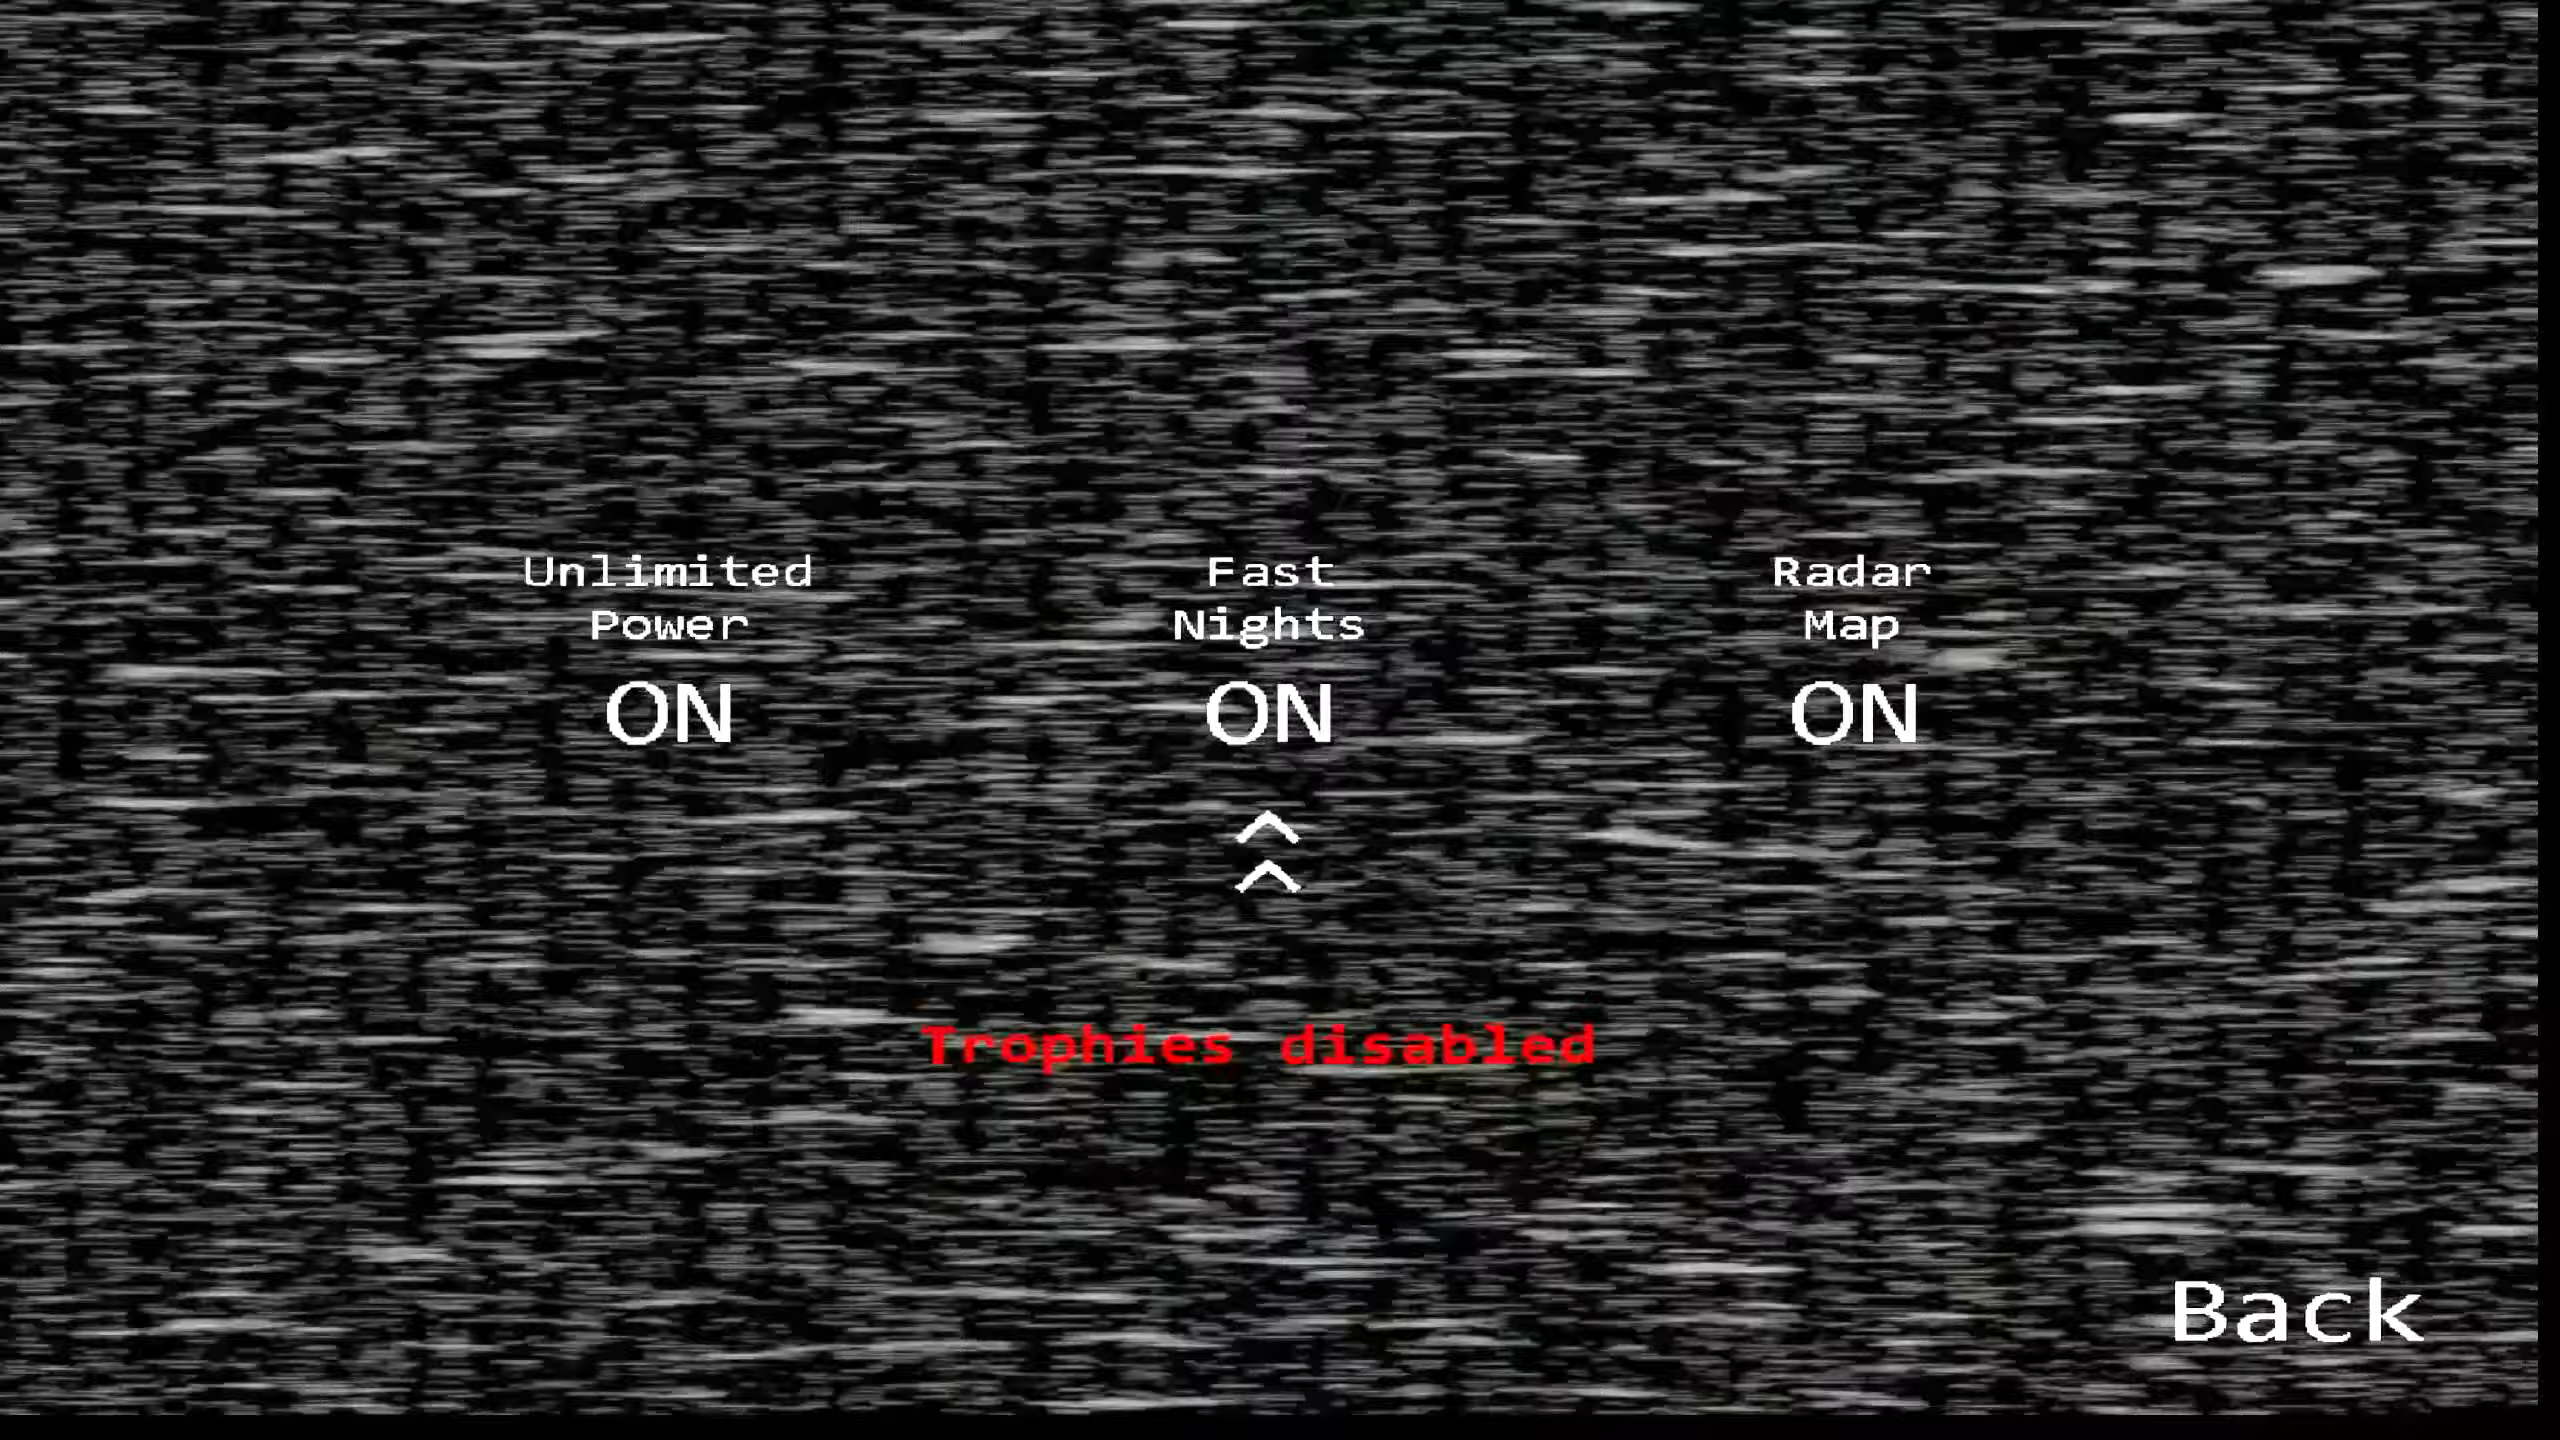 Unlimited
Power
ON
Fast
Nights
ON
Radar
Map
ON
Trophies disabled
Back